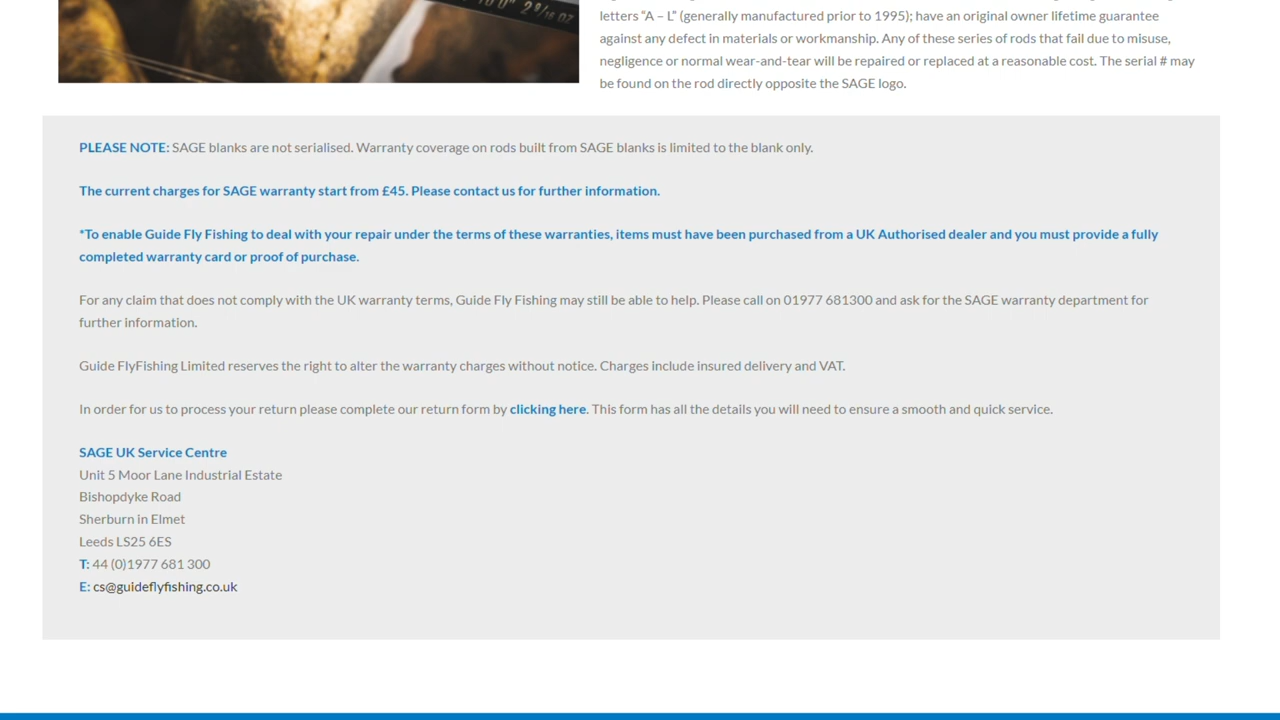 10'0" 2 9/16 OZ
letters “A – L” (generally manufactured prior to 1995); have an original owner lifetime guarantee
against any defect in materials or workmanship. Any of these series of rods that fail due to misuse,
negligence or normal wear-and-tear will be repaired or replaced at a reasonable cost. The serial # may
be found on the rod directly opposite the SAGE logo.
PLEASE NOTE: SAGE blanks are not serialised. Warranty coverage on rods built from SAGE blanks is limited to the blank only.
The current charges for SAGE warranty start from £45. Please contact us for further information.
*To enable Guide Fly Fishing to deal with your repair under the terms of these warranties, items must have been purchased from a UK Authorised dealer and you must provide a fully
completed warranty card or proof of purchase.
For any claim that does not comply with the UK warranty terms, Guide Fly Fishing may still be able to help. Please call on 01977 681300 and ask for the SAGE warranty department for
further information.
Guide FlyFishing Limited reserves the right to alter the warranty charges without notice. Charges include insured delivery and VAT.
In order for us to process your return please complete our return form by clicking here. This form has all the details you will need to ensure a smooth and quick service.
SAGE UK Service Centre
Unit 5 Moor Lane Industrial Estate
Bishopdyke Road
Sherburn in Elmet
Leeds LS25 6ES
T: 44 (0)1977 681 300
E: cs@guideflyfishing.co.uk